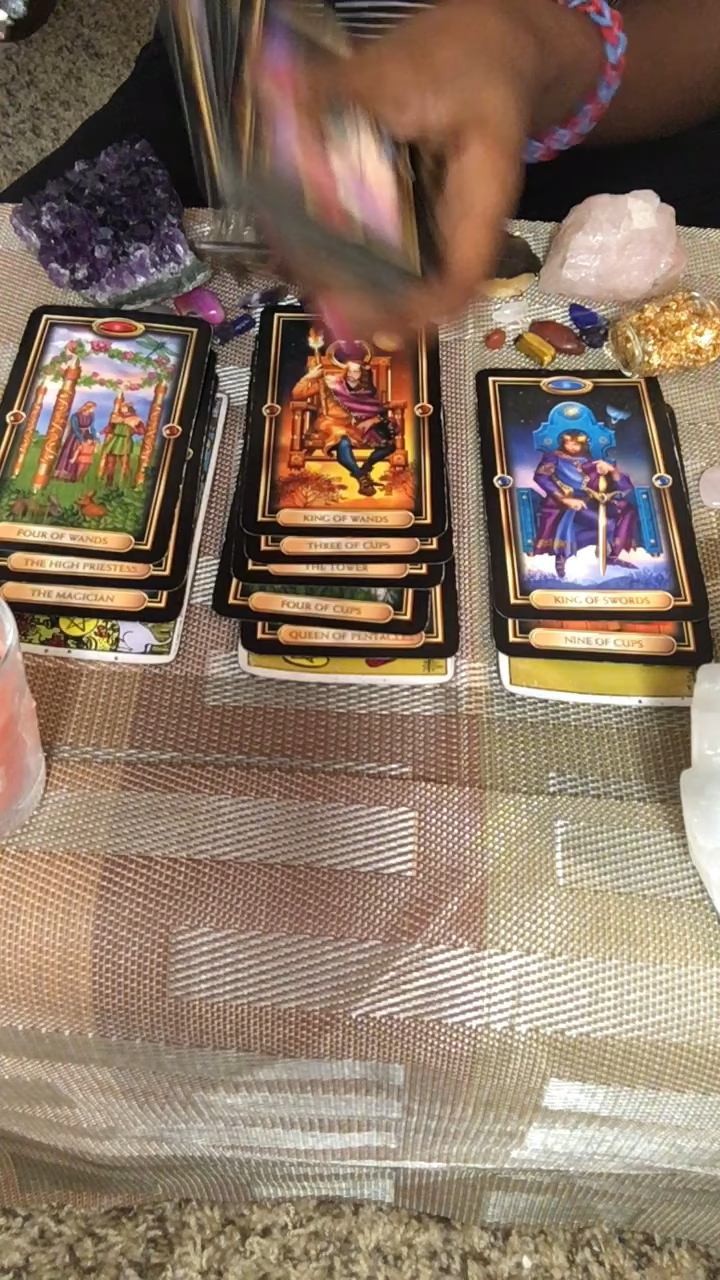 FOUR OF WANDS
THE HIGH PRIESTESS
THE MAGICIAN
KING OF WANDS
THREE OF CUPS
THE TOWER
FOUR OF CUPS
QUEEN OF PENTACLES
KING OF SWORDS
NINE OF CUPS